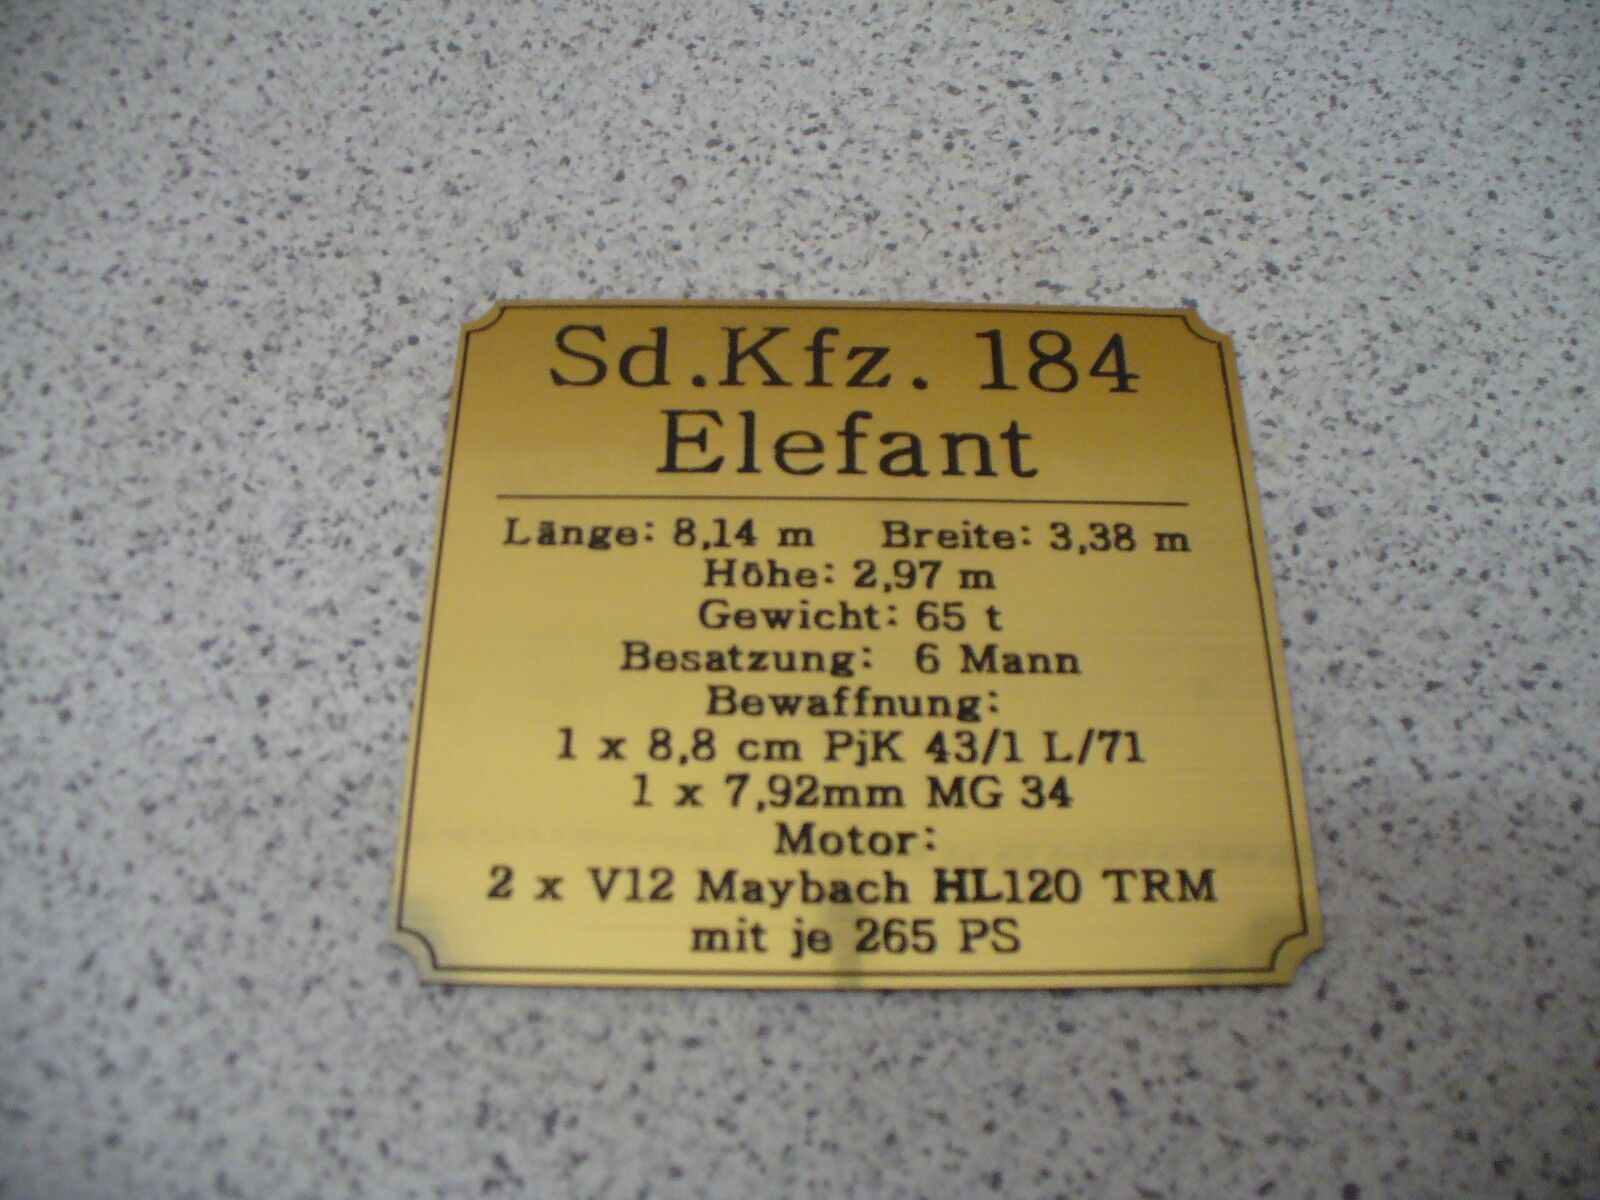 Sd.Kfz. 184
Elefant
Länge: 8,14 m Breite: 3,38 m
Höhe: 2,97 m
Gewicht: 65 t
Besatzung: 6 Mann
Bewaffnung:
1 x 8,8 cm PjK 43/1 L/71
1 x 7,92mm MG 34
Motor:
2 x V12 Maybach HL120 TRM
mit je 265 PS